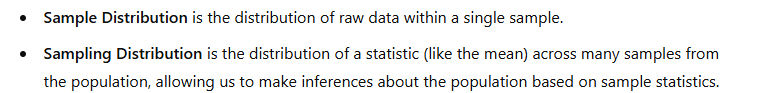 • Sample Distribution is the distribution of raw data within a single sample.
• Sampling Distribution is the distribution of a statistic (like the mean) across many samples from
the population, allowing us to make inferences about the population based on sample statistics.